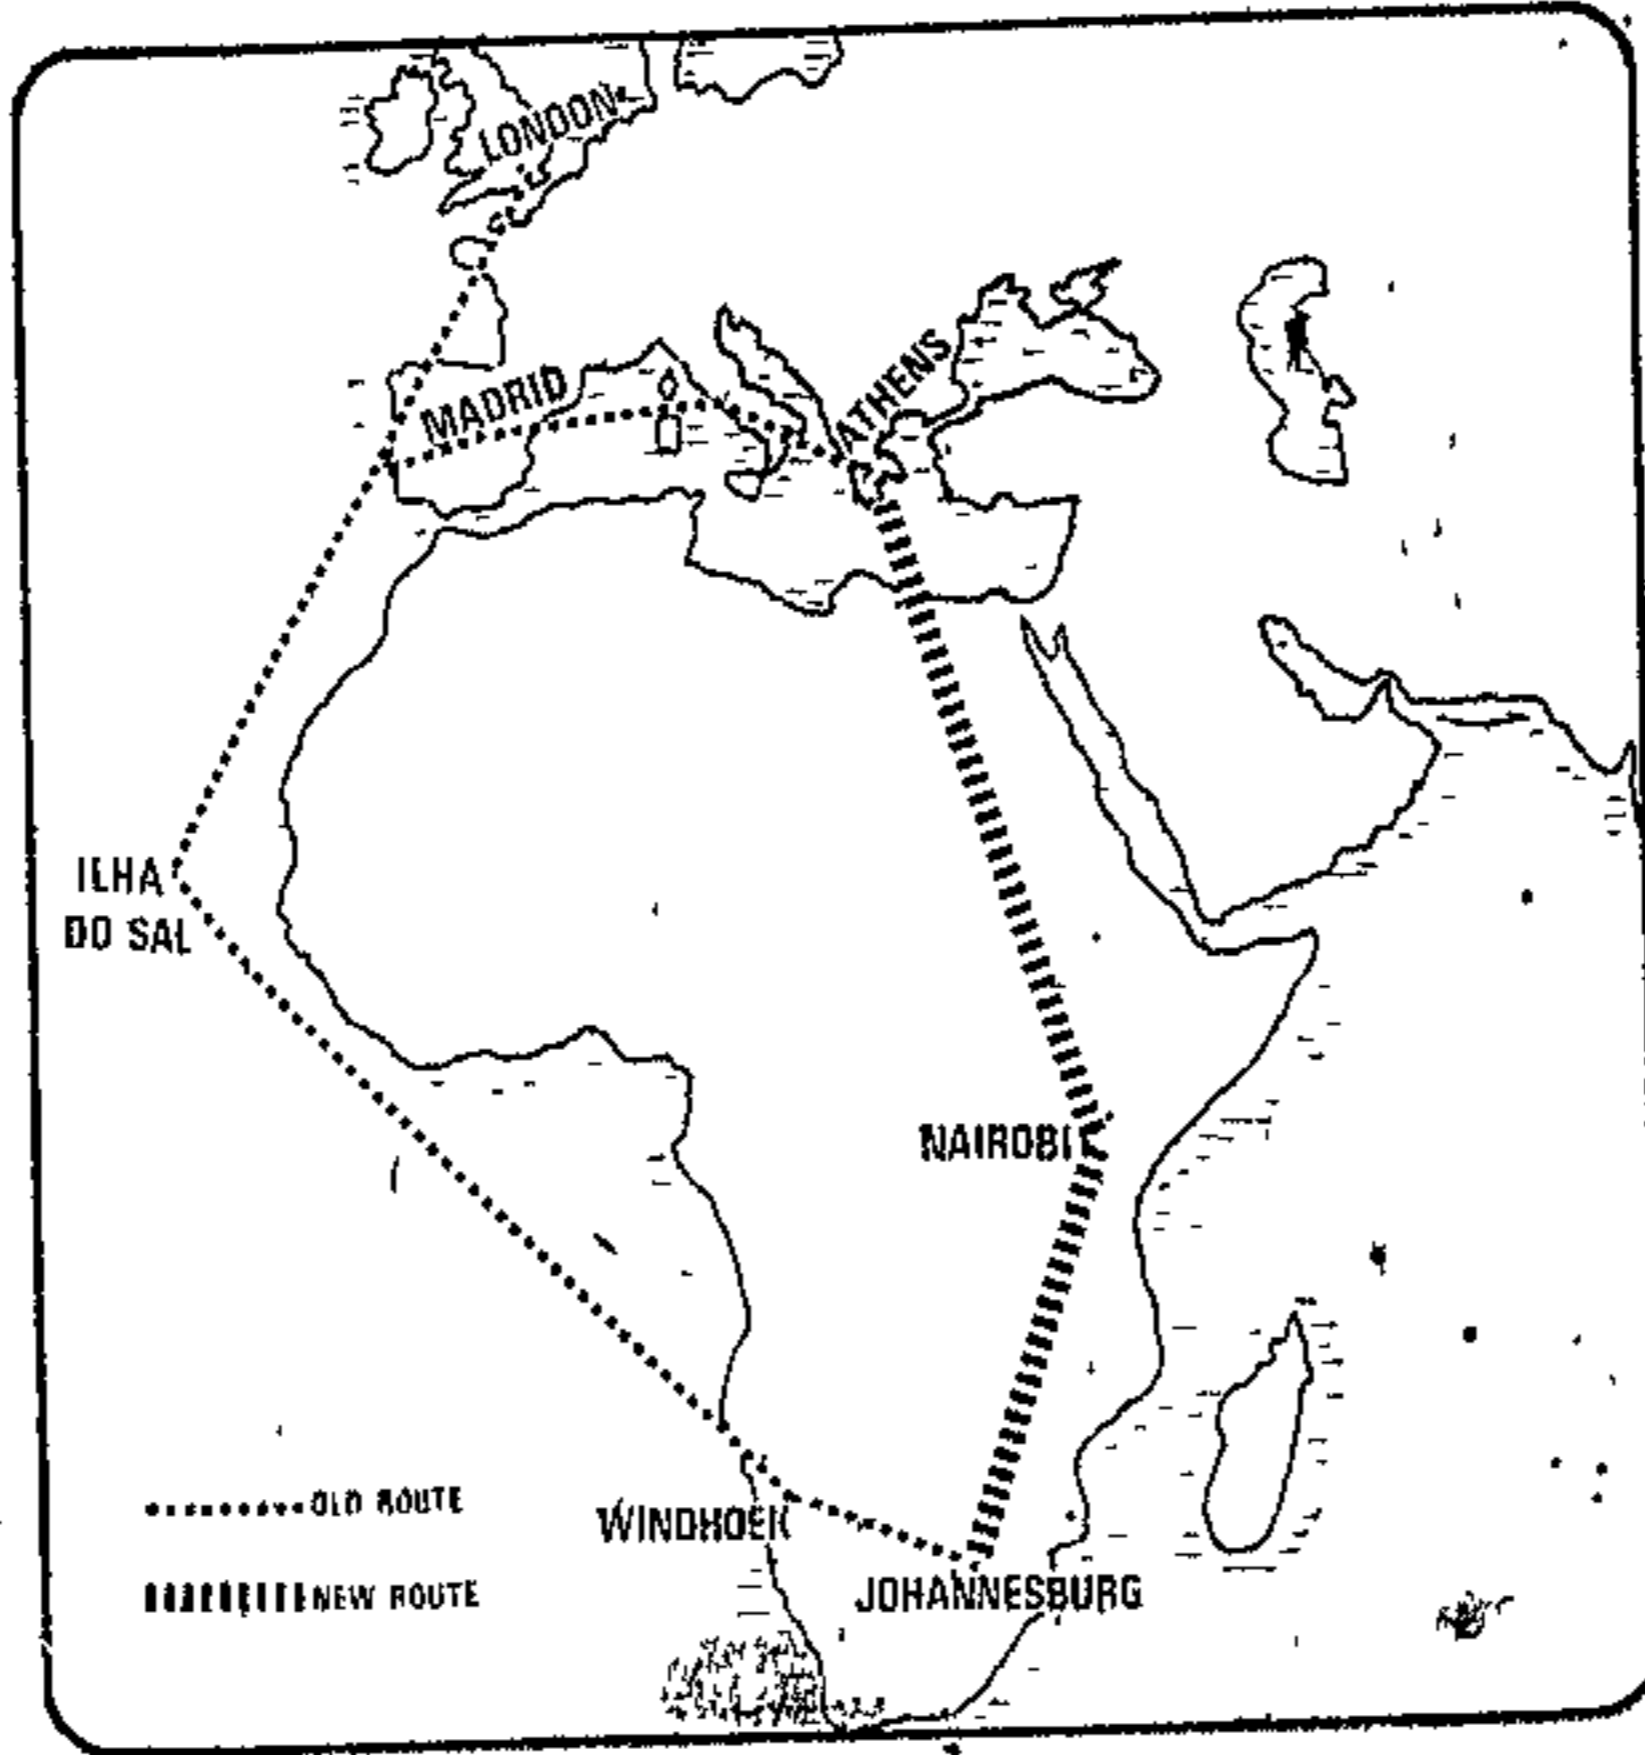 LONDON
MADRID
ATHENS
ILHA
DO SAL
NAIROBI
WINDHOEK
JOHANNESBURG
OLD ROUTE
NEW ROUTE